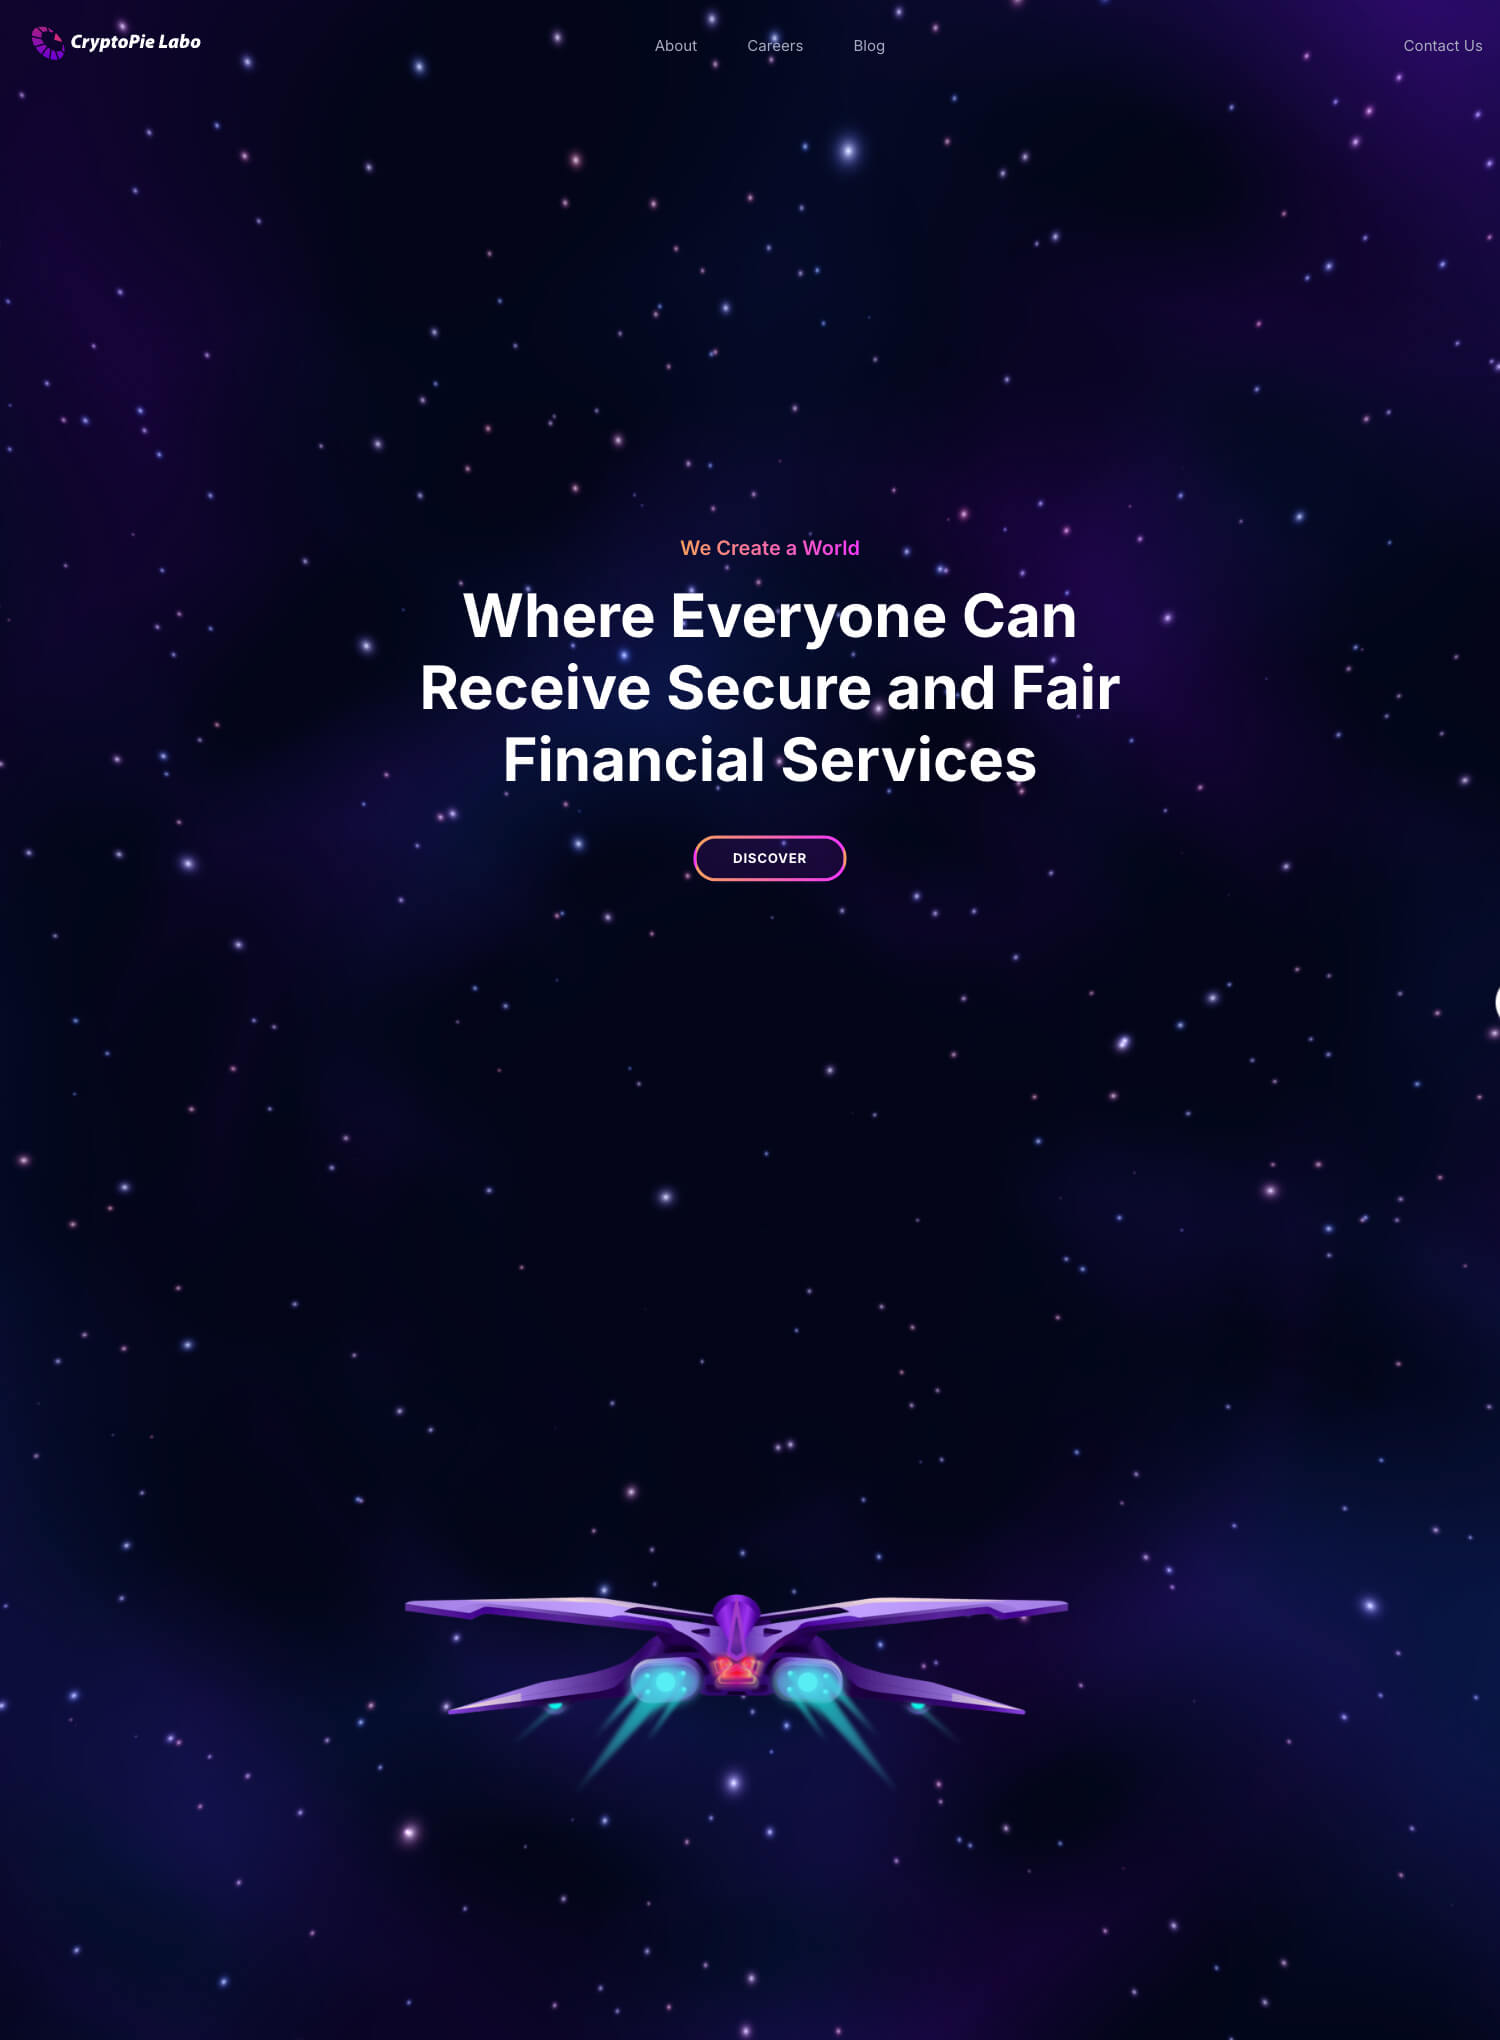 CryptoPie Labo
About
Careers
Blog
Contact Us
We Create a World
Where Everyone Can
Receive Secure and Fair
Financial Services
DISCOVER